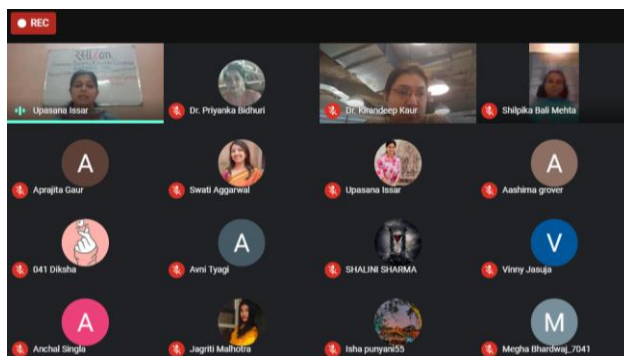 REC
Upasana Issar
Dr. Priyanka Bidhuri
Dr. Kirandeep Kaur
Shilpika Bali Mehta
A
Aprajita Gaur
Swati Aggarwal
Upasana Issar
A
Aashima grover
041 Diksha
A
Avni Tyagi
SHALINI SHARMA
V
Vinny Jasuja
A
Anchal Singla
Jagriti Malhotra
Isha punyani55
M
Megha Bhardwaj_7041